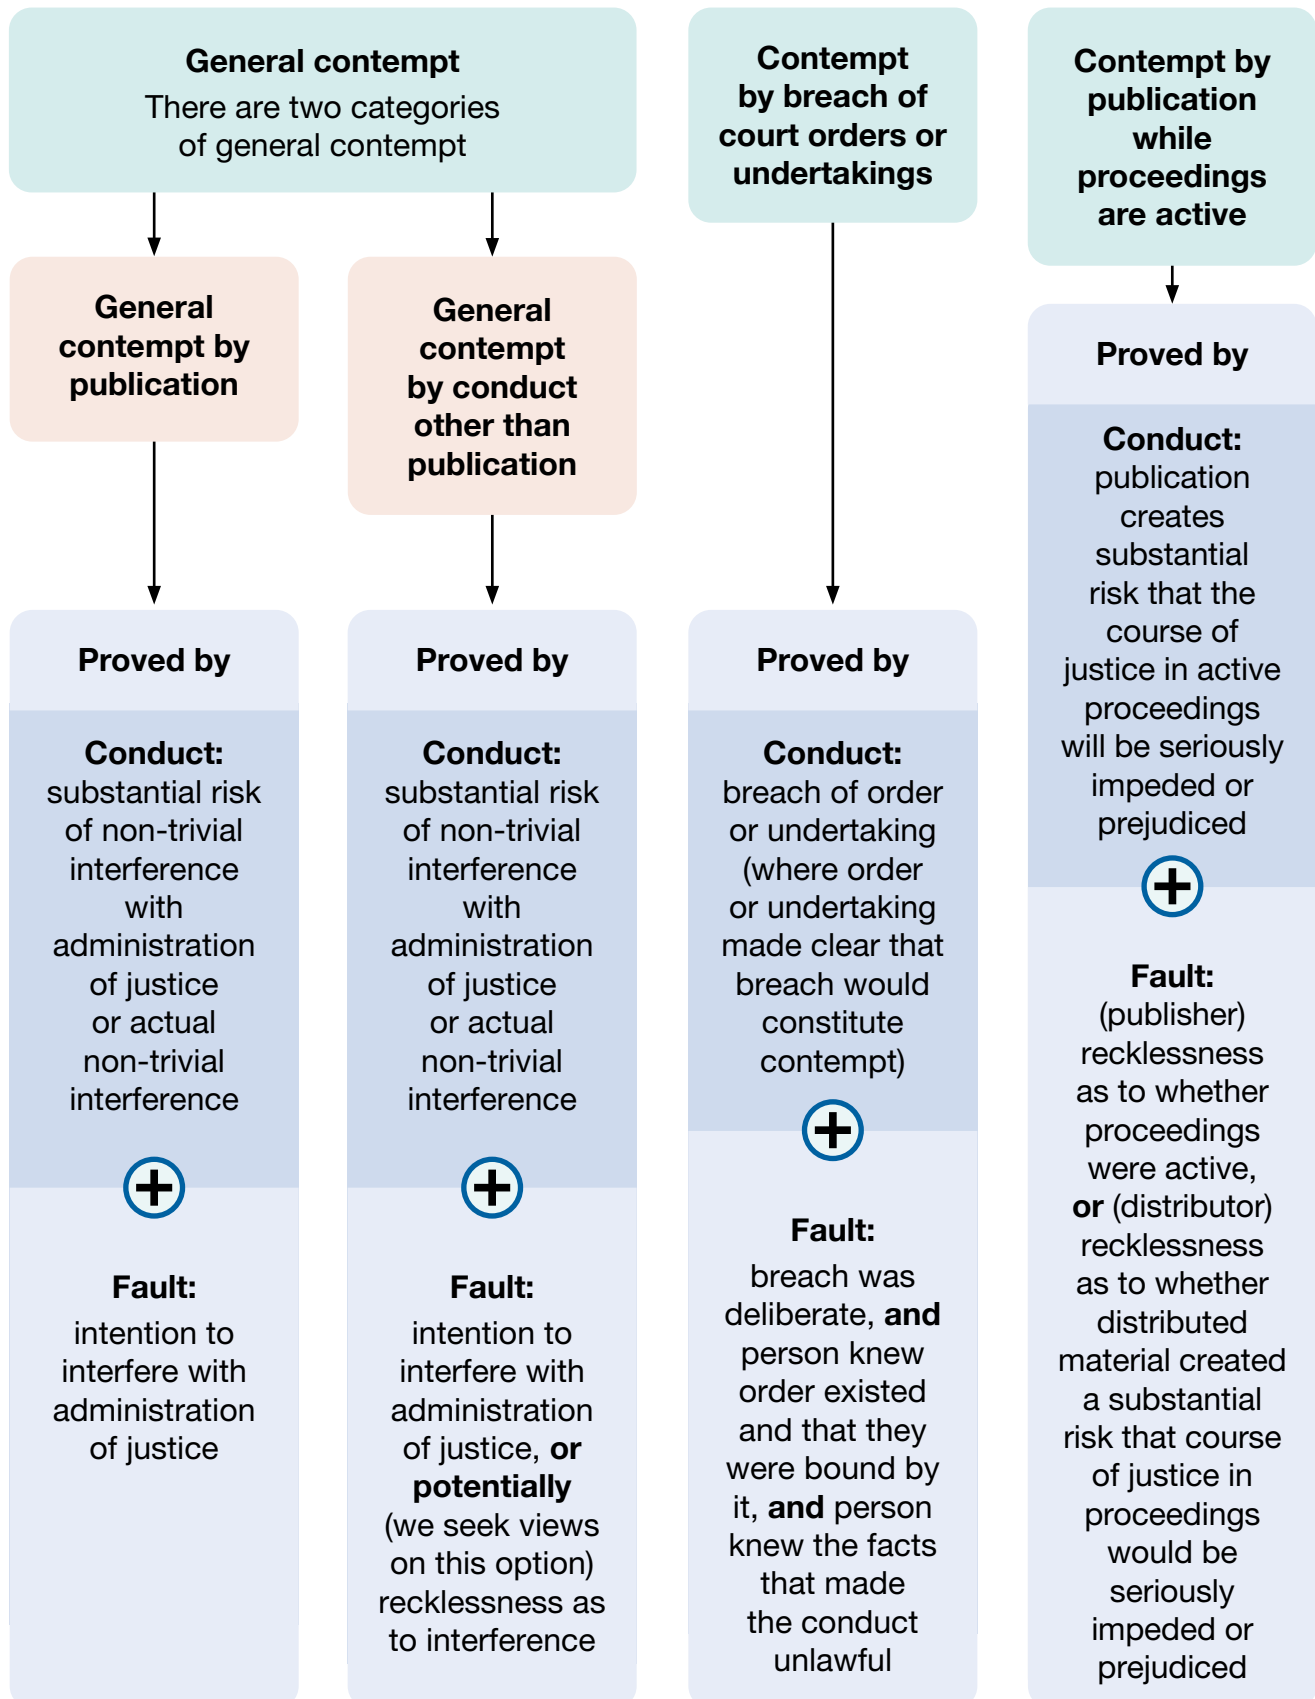 General contempt
There are two categories
of general contempt
General
contempt by
publication
Proved by
Conduct:
substantial risk
of non-trivial
interference
with
administration
of justice
or actual
non-trivial
interference
+
Fault:
intention to
interfere with
administration
of justice
General
contempt
by conduct
other than
publication
Proved by
Conduct:
substantial risk
of non-trivial
interference
with
administration
of justice
or actual
non-trivial
interference
+
Fault:
intention to
interfere with
administration
of justice, or
potentially
(we seek views
on this option)
recklessness as
to interference
Contempt
by breach of
court orders or
undertakings
Proved by
Conduct:
breach of order
or undertaking
(where order
or undertaking
made clear that
breach would
constitute
contempt)
+
Fault:
breach was
deliberate, and
person knew
order existed
and that they
were bound by
it, and person
knew the facts
that made
the conduct
unlawful
Contempt by
publication
while
proceedings
are active
Proved by
Conduct:
publication
creates
substantial
risk that the
course of
justice in active
proceedings
will be seriously
impeded or
prejudiced
+
Fault:
(publisher)
recklessness
as to whether
proceedings
were active,
or (distributor)
recklessness
as to whether
distributed
material created
a substantial
risk that course
of justice in
proceedings
would be
seriously
impeded or
prejudiced